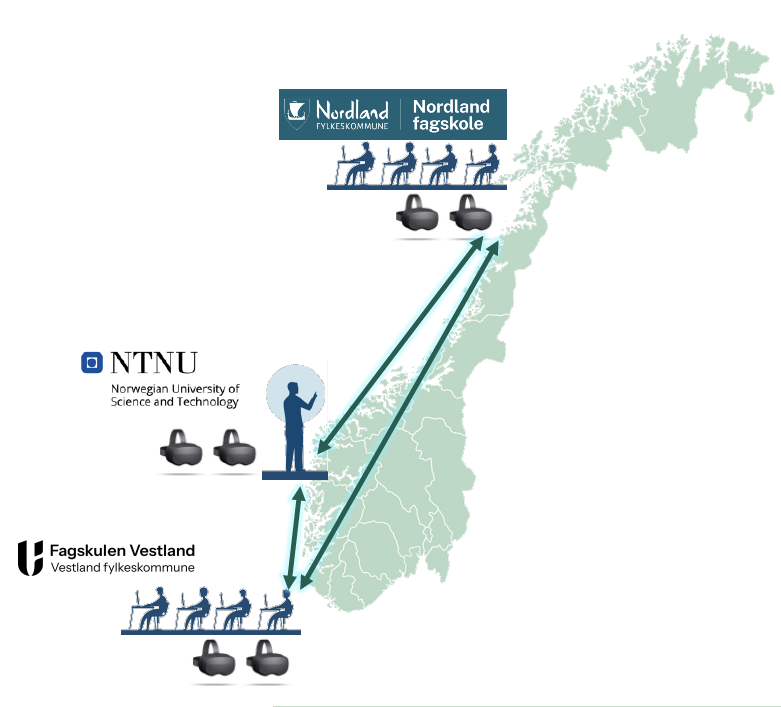 Nordland
FYLKESKOMMUNE
Nordland
fagskole
NTNU
Norwegian University of
Science and Technology
Fagskulen Vestland
Vestland fylkeskommune